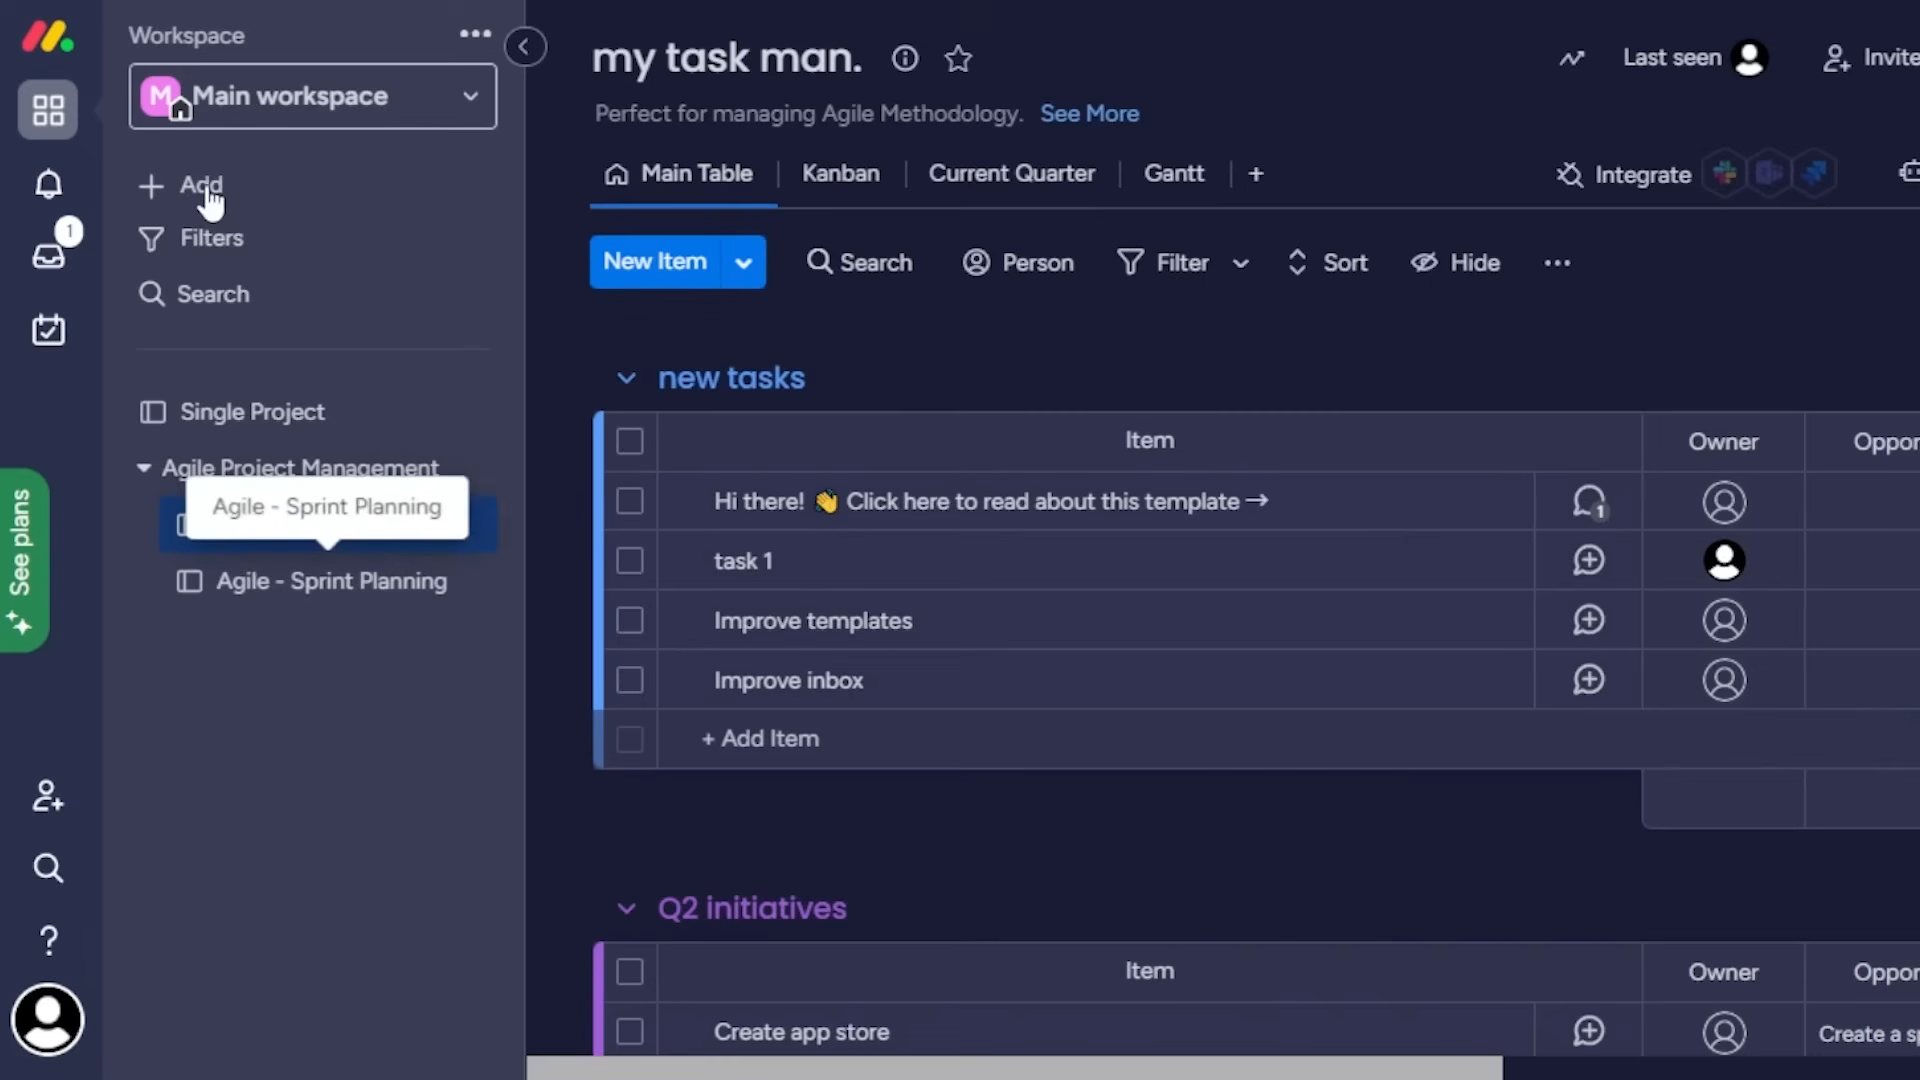 Workspace
M Main workspace
Add
Filters
Search
1
Single Project
Agile Project Management
Agile - Sprint Planning
Agile - Sprint Planning
See plans
?
my task man.
Last seen
Invite
Perfect for managing Agile Methodology. See More
Main Table
Kanban
Current Quarter
Gantt
+
Integrate
New Item
Search
Person
Filter
Sort
Hide
new tasks
Item
Owner
Oppor
Hi there! 👋 Click here to read about this template →
1
task 1
Improve templates
Improve inbox
+ Add Item
Q2 initiatives
Item
Owner
Oppor
Create app store
Create a sp